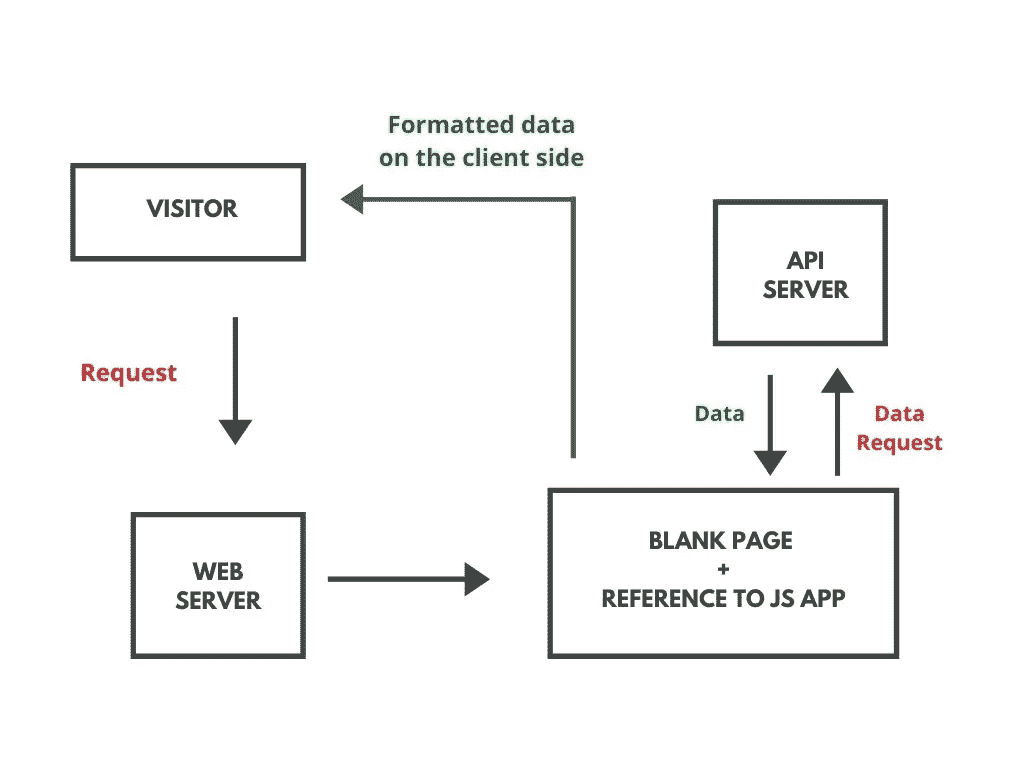 Formatted data
on the client side
VISITOR
API
SERVER
Request
Data
Data
Request
WEB
SERVER
BLANK PAGE
+
REFERENCE TO JS APP